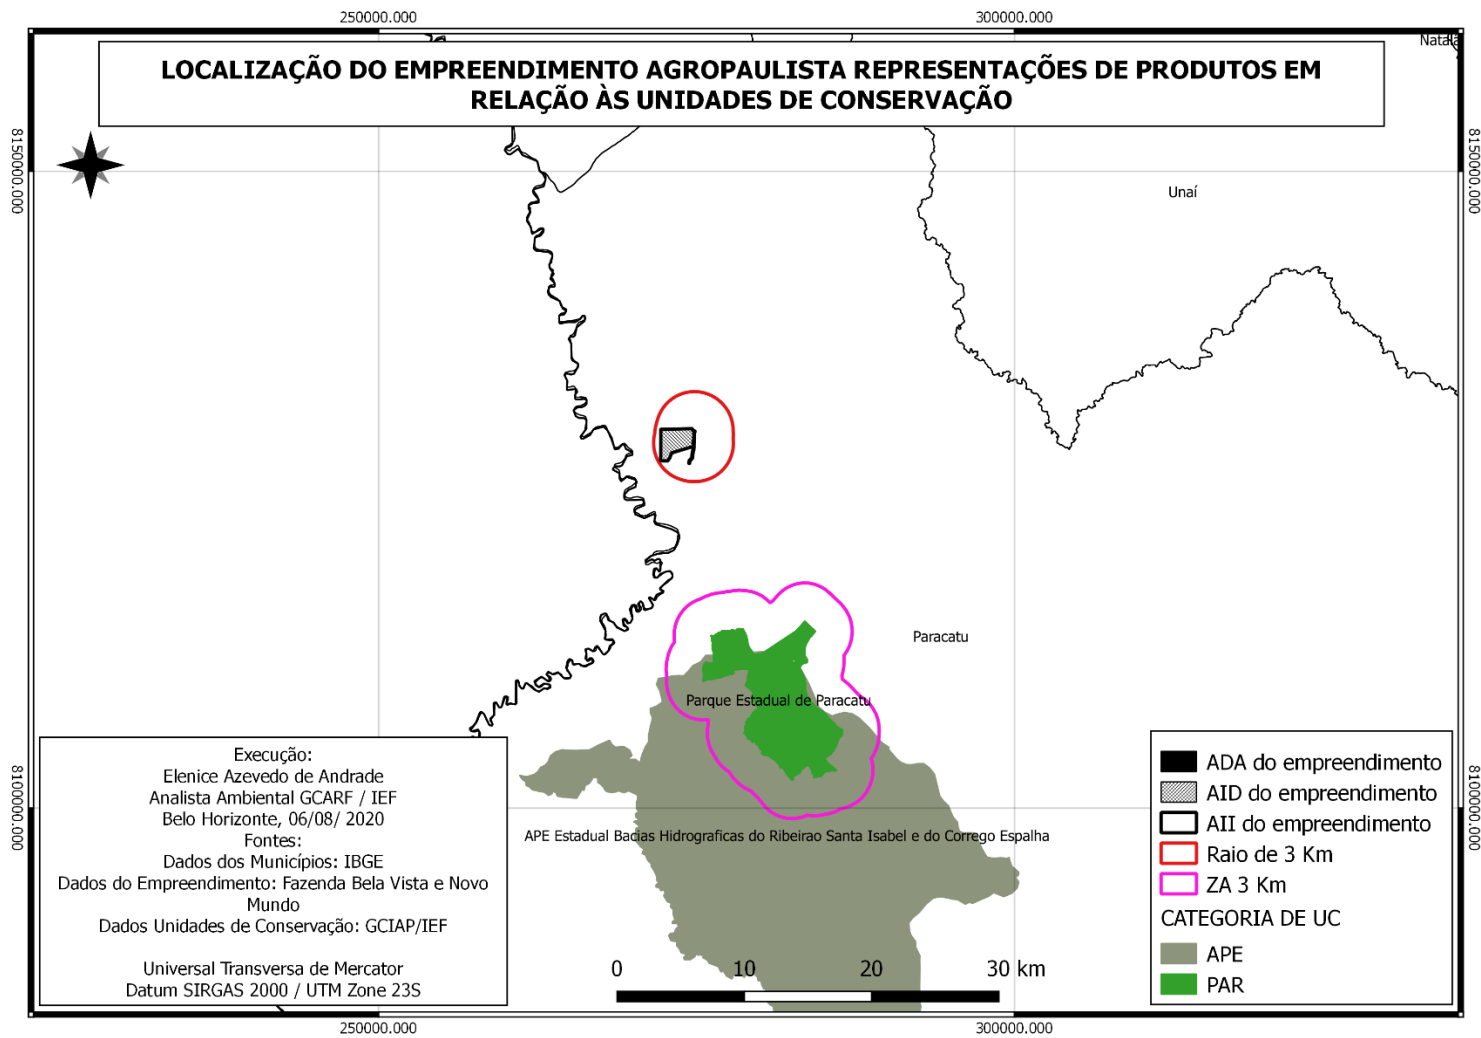 250000.000
300000.000
Natal
LOCALIZAÇÃO DO EMPREENDIMENTO AGROPAULISTA REPRESENTAÇÕES DE PRODUTOS EM
RELAÇÃO ÀS UNIDADES DE CONSERVAÇÃO
8150000.000
8150000.000
Unaí
Paracatu
Parque Estadual de Paracatu
APE Estadual Bacias Hidrograficas do Ribeirao Santa Isabel e do Corrego Espalha
8100000.000
8100000.000
Execução:
Elenice Azevedo de Andrade
Analista Ambiental GCARF / IEF
Belo Horizonte, 06/08/ 2020
Fontes:
Dados dos Municípios: IBGE
Dados do Empreendimento: Fazenda Bela Vista e Novo
Mundo
Dados Unidades de Conservação: GCIAP/IEF
Universal Transversa de Mercator
Datum SIRGAS 2000 / UTM Zone 23S
0 10 20 30 km
ADA do empreendimento
AID do empreendimento
AII do empreendimento
Raio de 3 Km
ZA 3 Km
CATEGORIA DE UC
APE
PAR
250000.000
300000.000